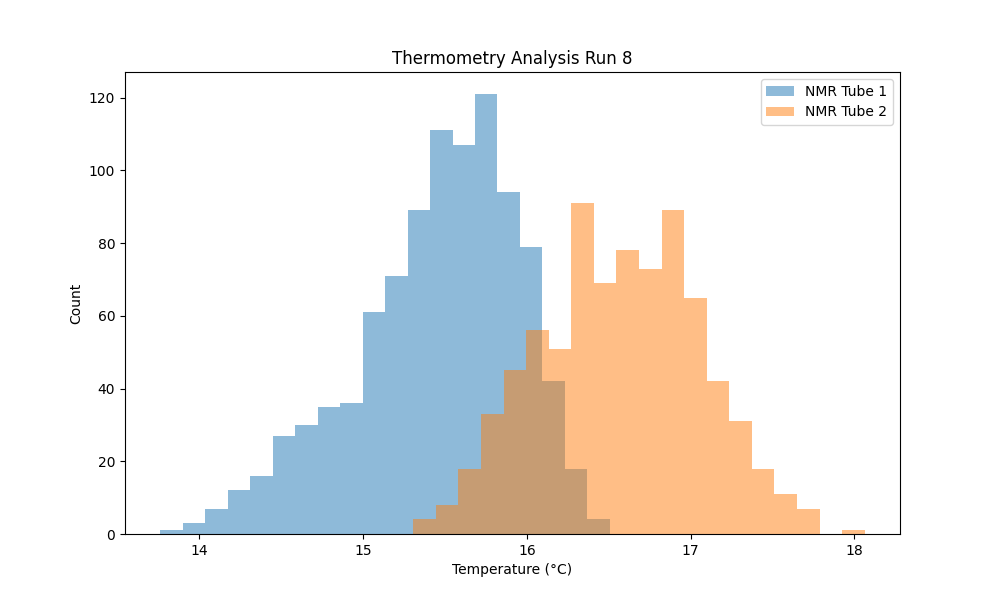 Thermometry Analysis Run 8
NMR Tube 1
NMR Tube 2
120
100
80
60
40
20
0
Count
14 15 16 17 18
Temperature (°C)